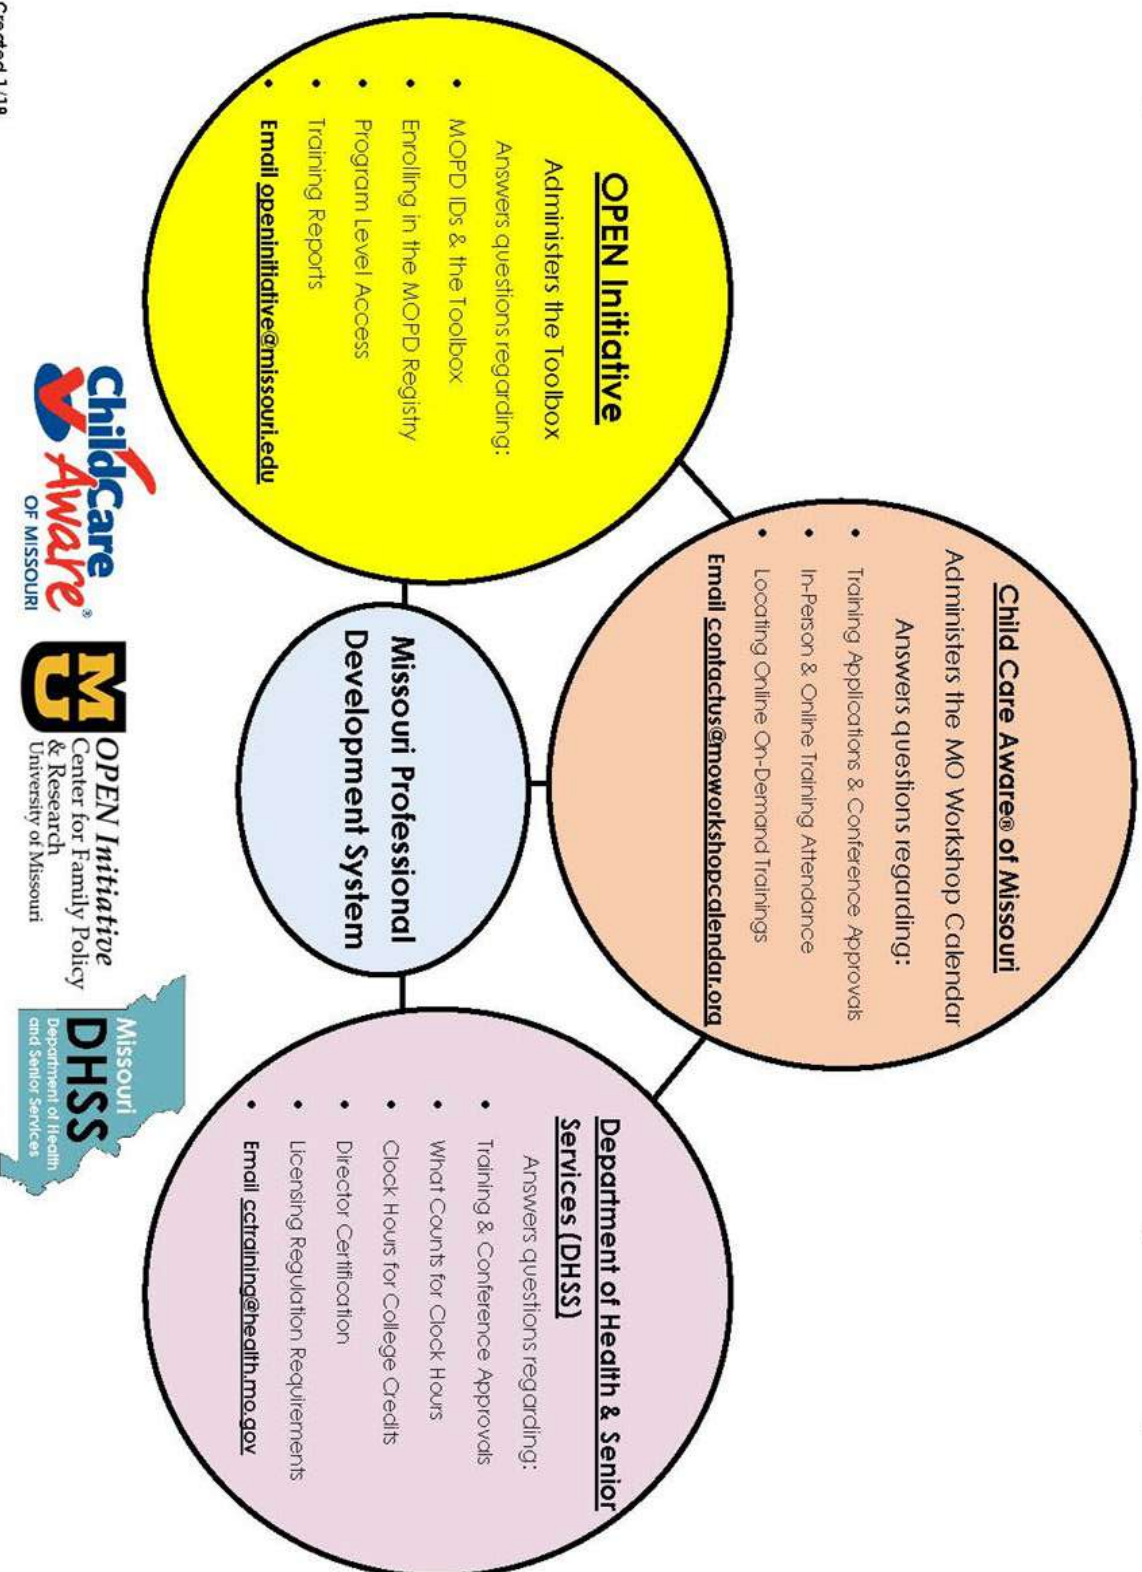 Child Care Aware® of Missouri
Administers the MO Workshop Calendar
Answers questions regarding:
• Training Applications & Conference Approvals
• In-Person & Online Training Attendance
• Locating Online On-Demand Trainings
Email contactus@moworkshopcalendar.org
OPEN Initiative
Administers the Toolbox
Answers questions regarding:
• MOPD IDs & the Toolbox
• Enrolling in the MOPD Registry
• Program Level Access
• Training Reports
• Email openinitiative@missouri.edu
Missouri Professional
Development System
Department of Health & Senior
Services (DHSS)
Answers questions regarding:
• Training & Conference Approvals
• What Counts for Clock Hours
• Clock Hours for College Credits
• Director Certification
• Licensing Regulation Requirements
• Email cctraining@health.mo.gov
ChildCare
Aware®
OF MISSOURI
MU
OPEN Initiative
Center for Family Policy
& Research
University of Missouri
Missouri
DHSS
Department of Health
and Senior Services
Created 1/18